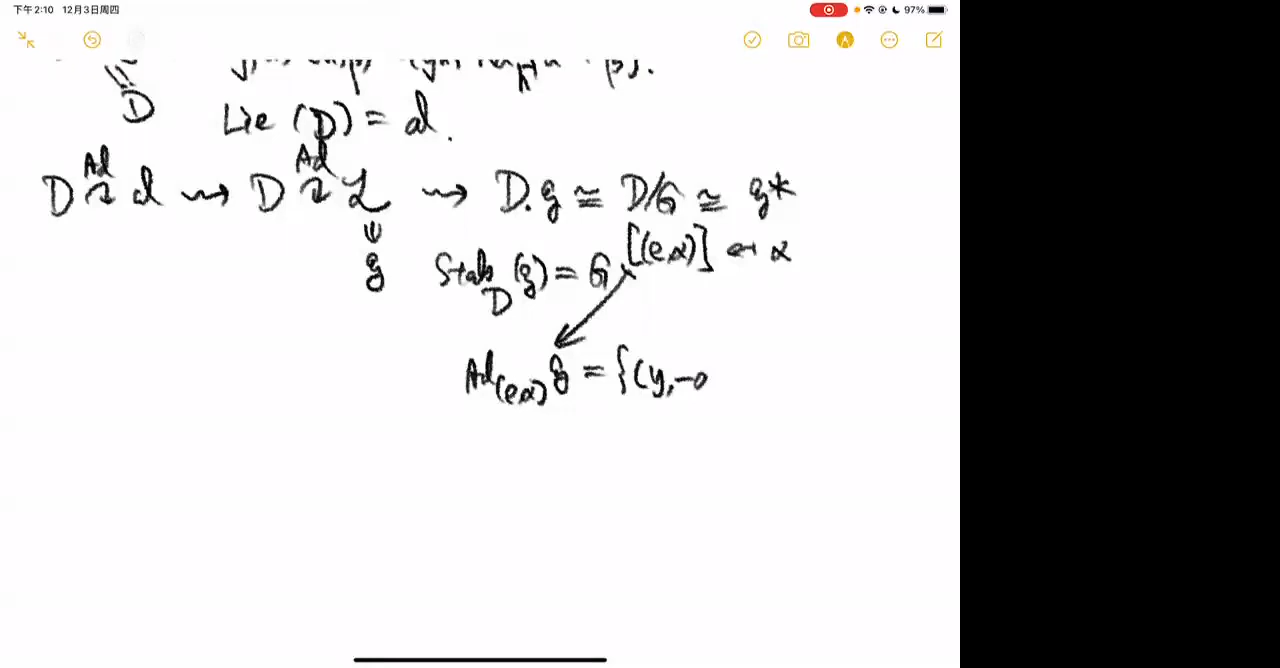 下午2:10 12月3日周四
97%
D
Lie (D) = d.
Ad Ad
D ↷ d ⇝ D ↷ L ⇝ D.g ≅ D/G ≅ g*
Stab_D (g) = G [(e,α)] ↤ α
g
Ad_(e,α) g = {(y, -